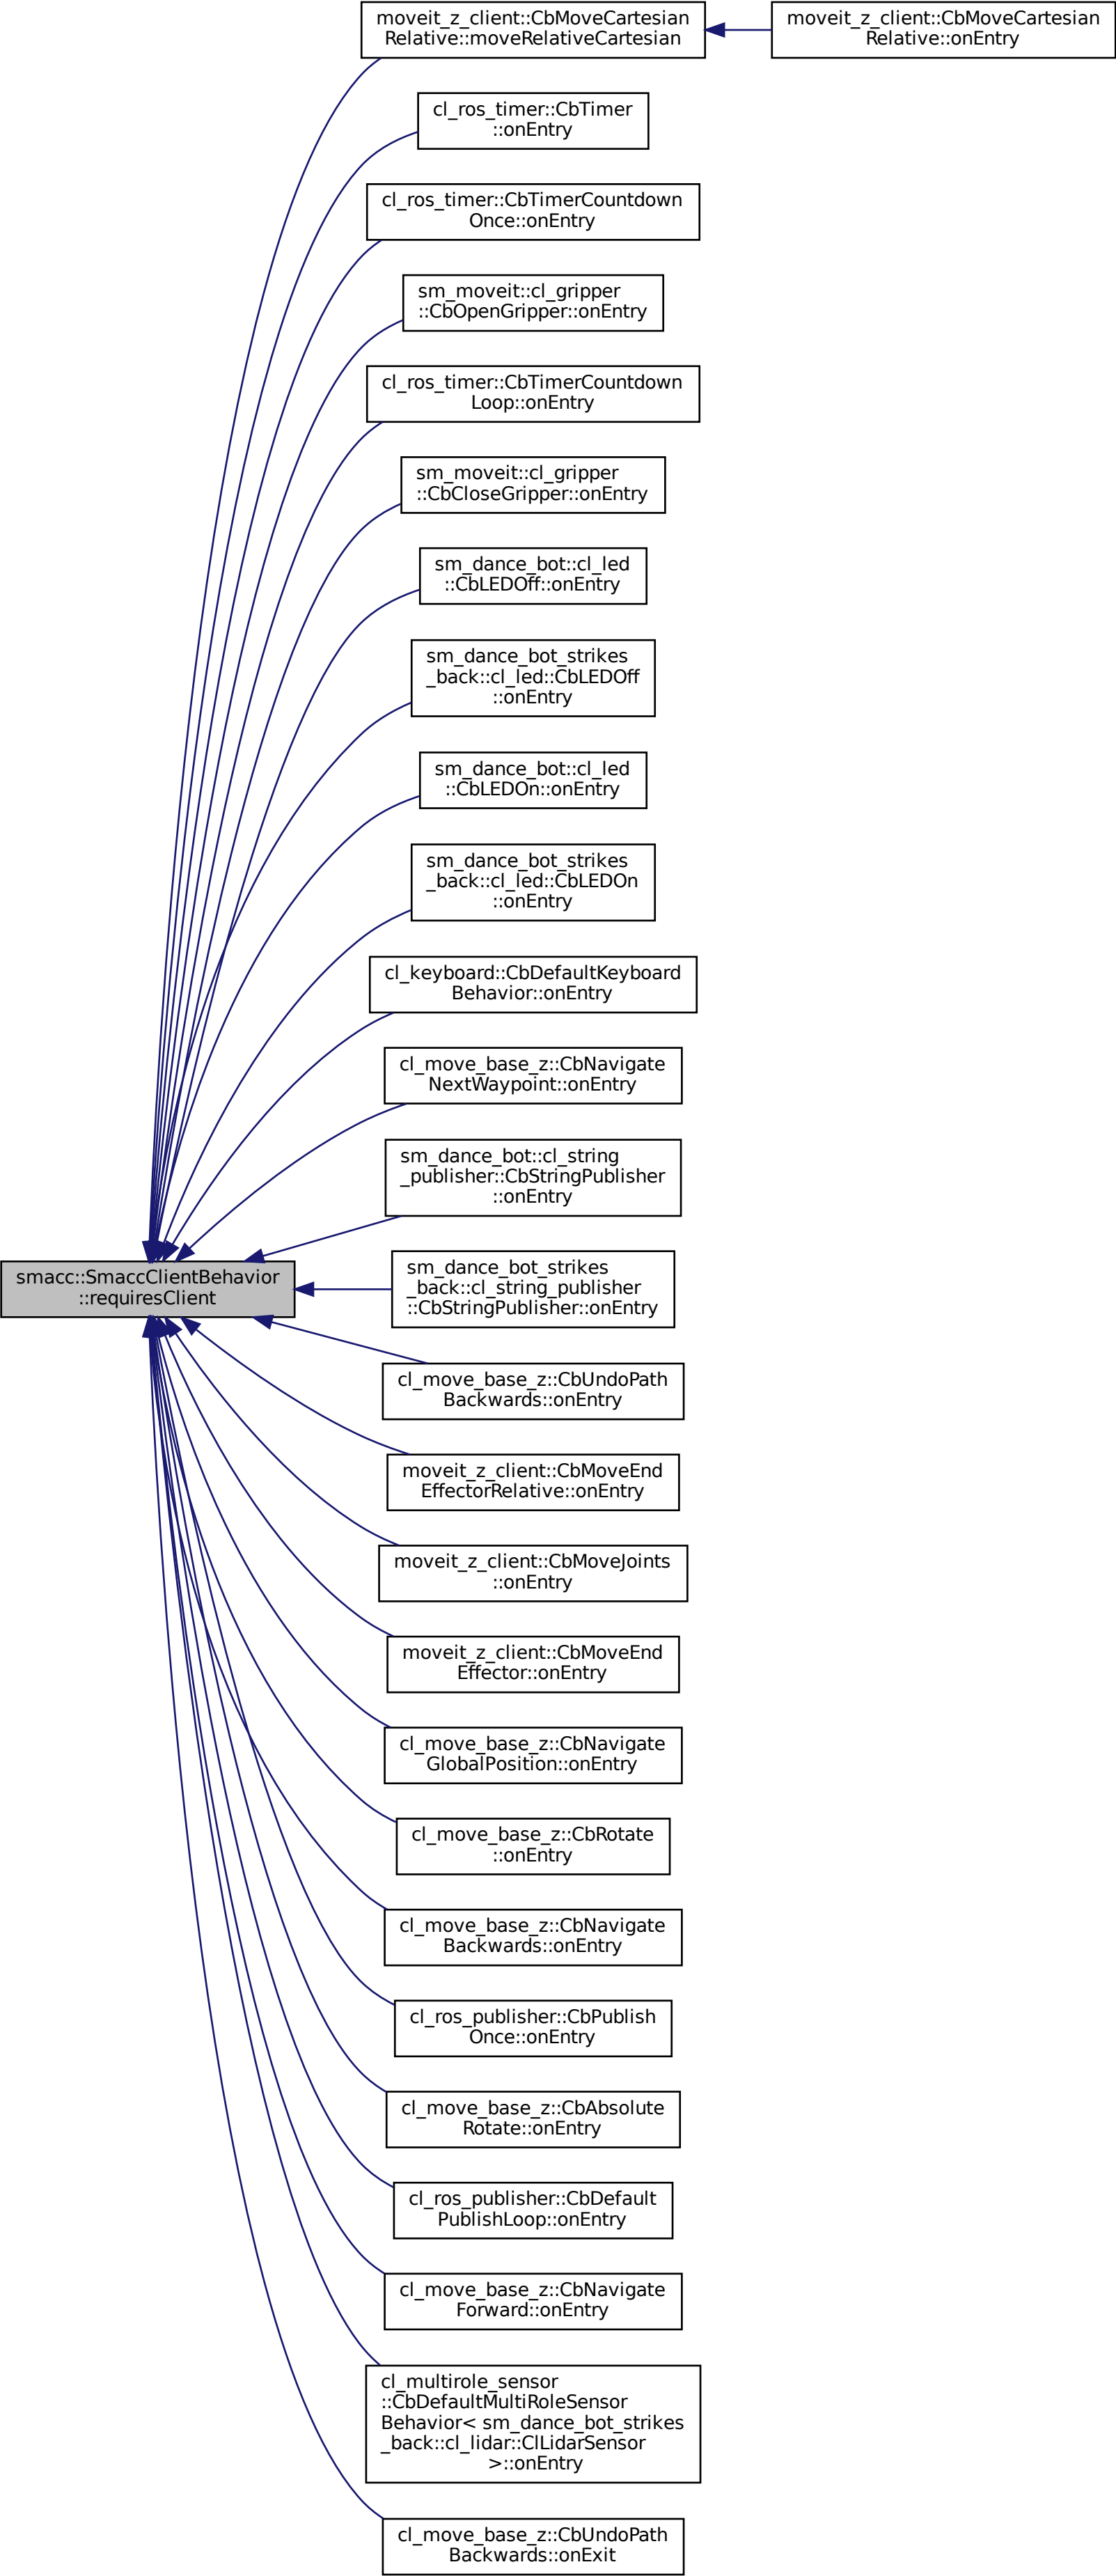 moveit_z_client::CbMoveCartesian
Relative::moveRelativeCartesian
moveit_z_client::CbMoveCartesian
Relative::onEntry
cl_ros_timer::CbTimer
::onEntry
cl_ros_timer::CbTimerCountdown
Once::onEntry
sm_moveit::cl_gripper
::CbOpenGripper::onEntry
cl_ros_timer::CbTimerCountdown
Loop::onEntry
sm_moveit::cl_gripper
::CbCloseGripper::onEntry
sm_dance_bot::cl_led
::CbLEDOff::onEntry
sm_dance_bot_strikes
_back::cl_led::CbLEDOff
::onEntry
sm_dance_bot::cl_led
::CbLEDOn::onEntry
sm_dance_bot_strikes
_back::cl_led::CbLEDOn
::onEntry
cl_keyboard::CbDefaultKeyboard
Behavior::onEntry
cl_move_base_z::CbNavigate
NextWaypoint::onEntry
sm_dance_bot::cl_string
_publisher::CbStringPublisher
::onEntry
smacc::SmaccClientBehavior
::requiresClient
sm_dance_bot_strikes
_back::cl_string_publisher
::CbStringPublisher::onEntry
cl_move_base_z::CbUndoPath
Backwards::onEntry
moveit_z_client::CbMoveEnd
EffectorRelative::onEntry
moveit_z_client::CbMoveJoints
::onEntry
moveit_z_client::CbMoveEnd
Effector::onEntry
cl_move_base_z::CbNavigate
GlobalPosition::onEntry
cl_move_base_z::CbRotate
::onEntry
cl_move_base_z::CbNavigate
Backwards::onEntry
cl_ros_publisher::CbPublish
Once::onEntry
cl_move_base_z::CbAbsolute
Rotate::onEntry
cl_ros_publisher::CbDefault
PublishLoop::onEntry
cl_move_base_z::CbNavigate
Forward::onEntry
cl_multirole_sensor
::CbDefaultMultiRoleSensor
Behavior< sm_dance_bot_strikes
_back::cl_lidar::ClLidarSensor
>::onEntry
cl_move_base_z::CbUndoPath
Backwards::onExit